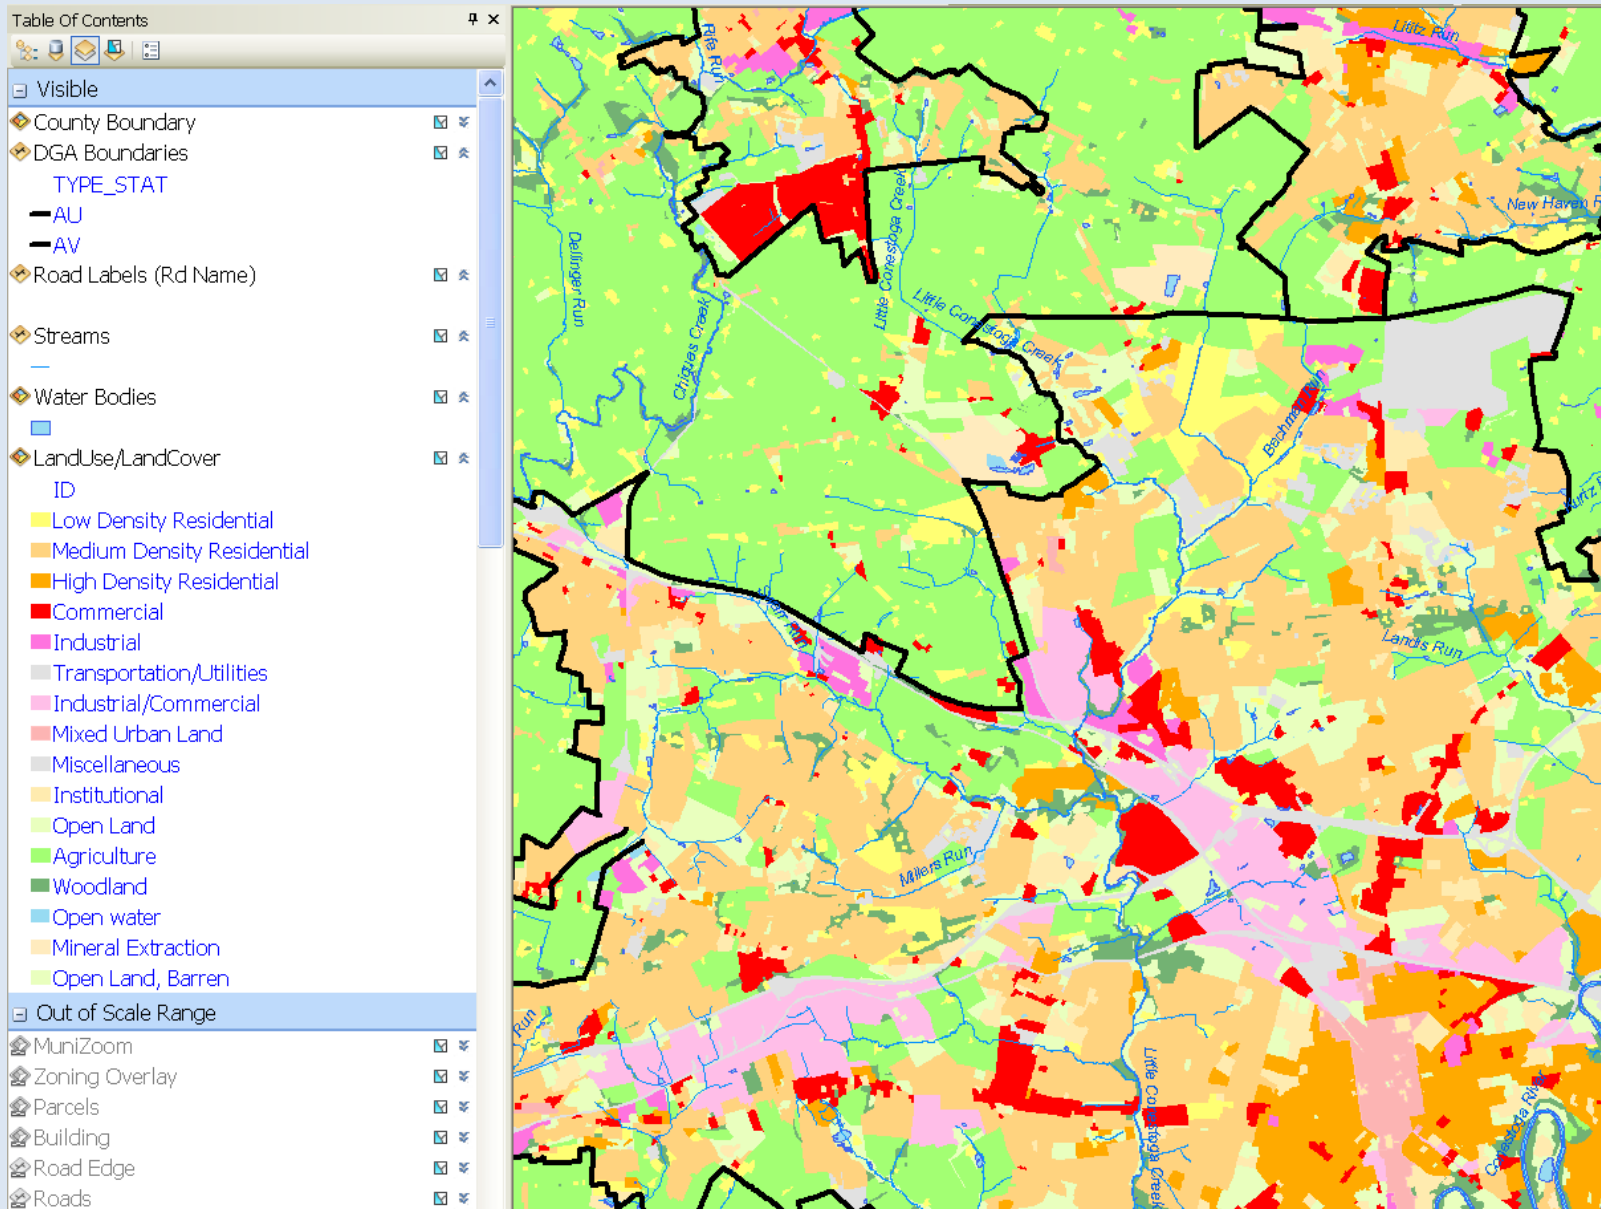 Table Of Contents
Visible
County Boundary
DGA Boundaries
TYPE_STAT
AU
AV
Road Labels (Rd Name)
Streams
Water Bodies
LandUse/LandCover
ID
Low Density Residential
Medium Density Residential
High Density Residential
Commercial
Industrial
Transportation/Utilities
Industrial/Commercial
Mixed Urban Land
Miscellaneous
Institutional
Open Land
Agriculture
Woodland
Open water
Mineral Extraction
Open Land, Barren
Out of Scale Range
MuniZoom
Zoning Overlay
Parcels
Building
Road Edge
Roads
Rife Run
Lititz Run
New Haven R
Dellinger Run
Little Conestoga Creek
Little Conestoga Creek
Chiques Creek
Bachman Run
Kurtz
Landis Run
Millers Run
Run
Little Conestoga Creek
Conestoga River